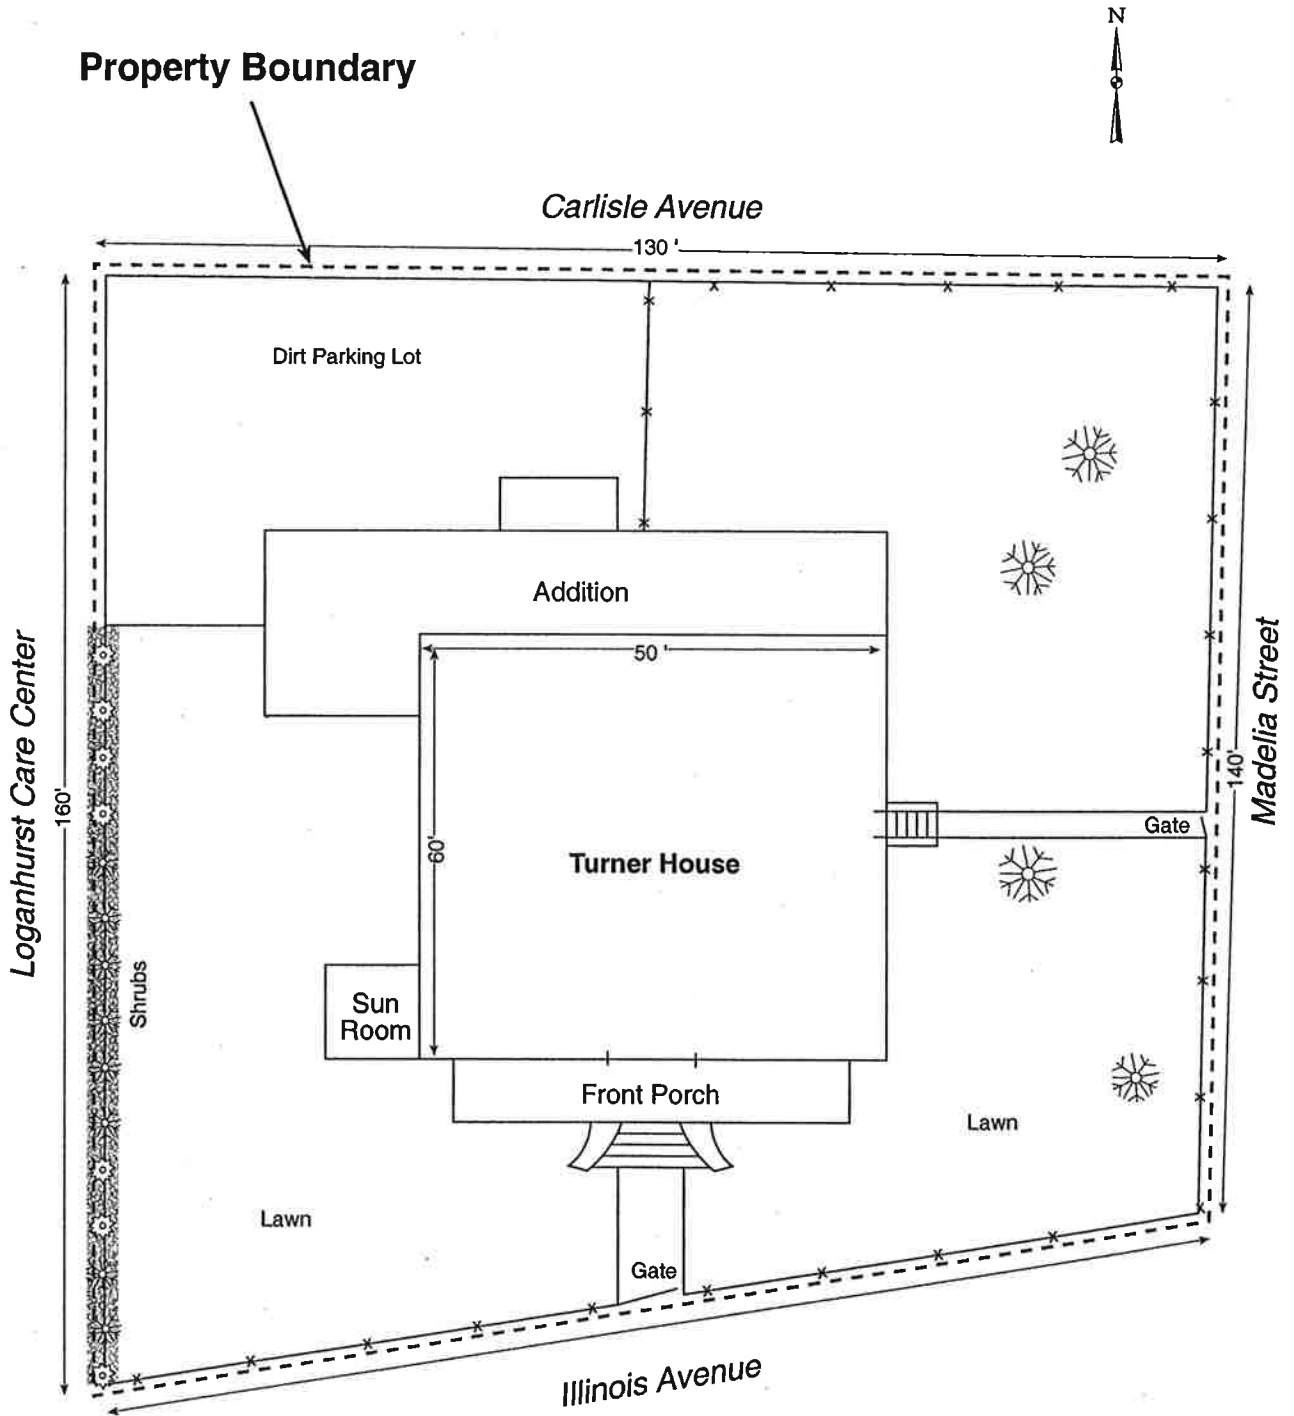 N
Property Boundary
Carlisle Avenue
130 '
Dirt Parking Lot
Addition
50 '
Loganhurst Care Center
160'
Madelia Street
140'
Gate
60'
Turner House
Shrubs
Sun
Room
Front Porch
Lawn
Lawn
Gate
Illinois Avenue